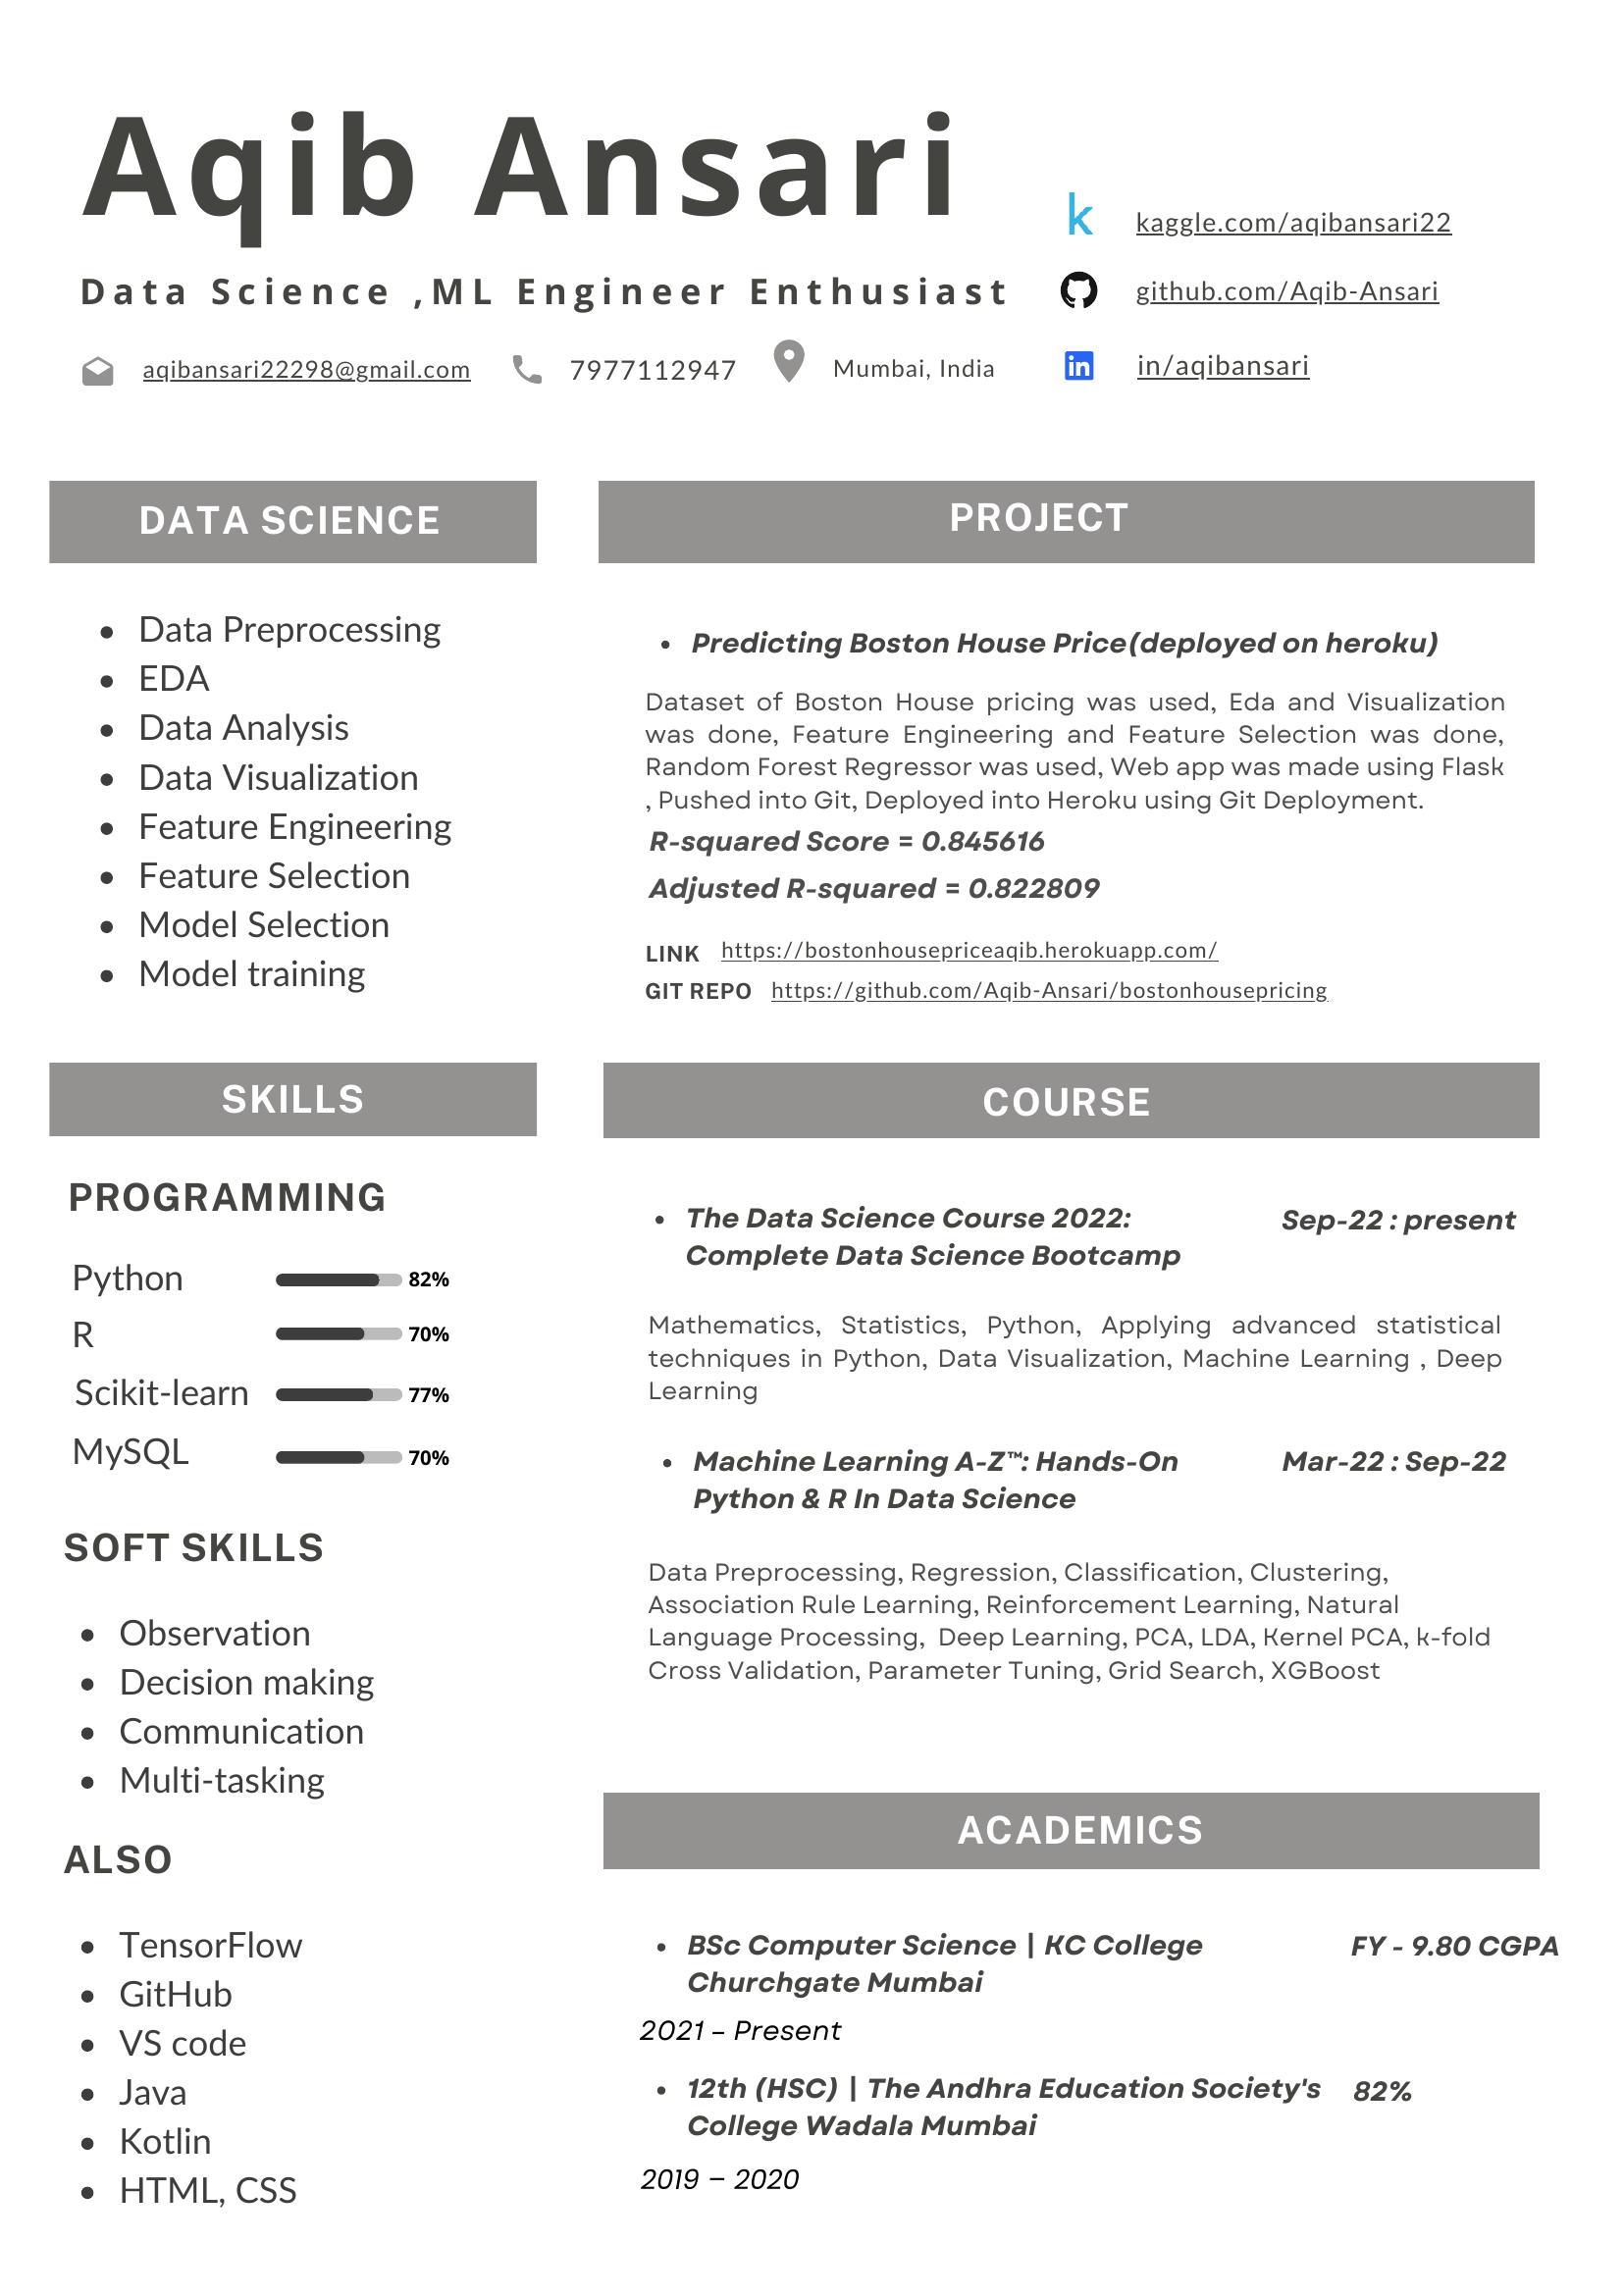 Aqib Ansari
Data Science ,ML Engineer Enthusiast
aqibansari22298@gmail.com
7977112947
Mumbai, India
k
kaggle.com/aqibansari22
github.com/Aqib-Ansari
in
in/aqibansari
DATA SCIENCE
• Data Preprocessing
• EDA
• Data Analysis
• Data Visualization
• Feature Engineering
• Feature Selection
• Model Selection
• Model training
SKILLS
PROGRAMMING
Python 82%
R 70%
Scikit-learn 77%
MySQL 70%
SOFT SKILLS
• Observation
• Decision making
• Communication
• Multi-tasking
ALSO
• TensorFlow
• GitHub
• VS code
• Java
• Kotlin
• HTML, CSS
PROJECT
• Predicting Boston House Price(deployed on heroku)
Dataset of Boston House pricing was used, Eda and Visualization
was done, Feature Engineering and Feature Selection was done,
Random Forest Regressor was used, Web app was made using Flask
, Pushed into Git, Deployed into Heroku using Git Deployment.
R-squared Score = 0.845616
Adjusted R-squared = 0.822809
LINK https://bostonhousepriceaqib.herokuapp.com/
GIT REPO https://github.com/Aqib-Ansari/bostonhousepricing
COURSE
• The Data Science Course 2022: Sep-22 : present
Complete Data Science Bootcamp
Mathematics, Statistics, Python, Applying advanced statistical
techniques in Python, Data Visualization, Machine Learning , Deep
Learning
• Machine Learning A-Z™: Hands-On Mar-22 : Sep-22
Python & R In Data Science
Data Preprocessing, Regression, Classification, Clustering,
Association Rule Learning, Reinforcement Learning, Natural
Language Processing,  Deep Learning, PCA, LDA, Kernel PCA, k-fold
Cross Validation, Parameter Tuning, Grid Search, XGBoost
ACADEMICS
• BSc Computer Science | KC College FY - 9.80 CGPA
Churchgate Mumbai
2021 – Present
• 12th (HSC) | The Andhra Education Society's 82%
College Wadala Mumbai
2019 – 2020